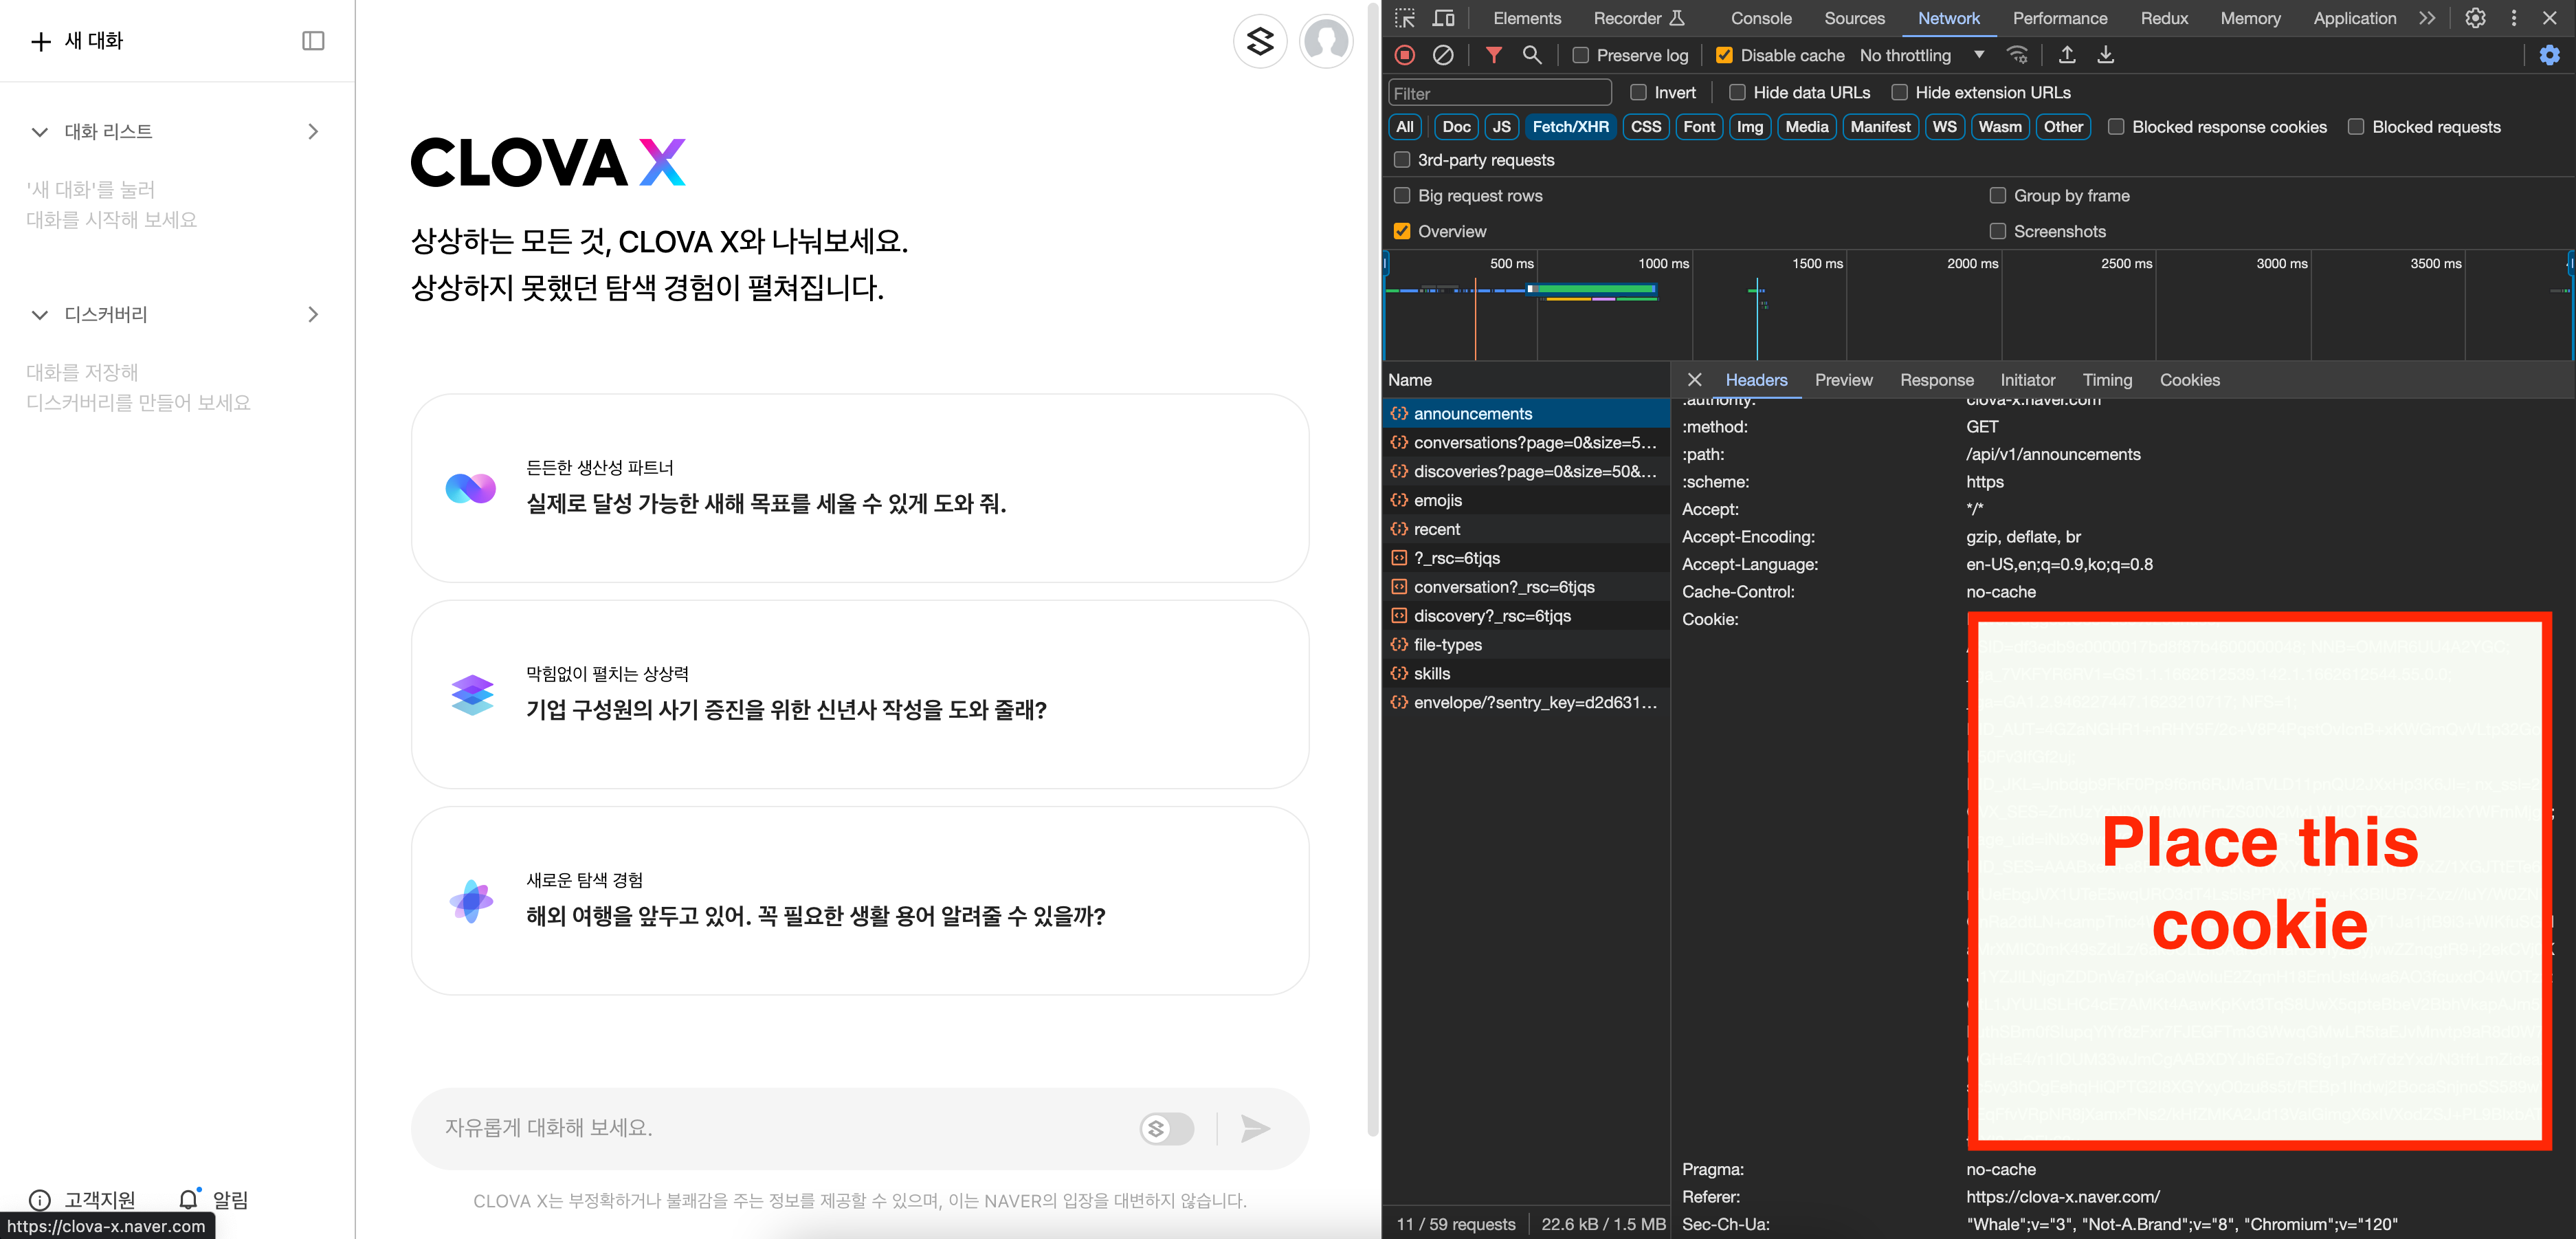 새 대화
대화 리스트
'새 대화'를 눌러
대화를 시작해 보세요
디스커버리
대화를 저장해
디스커버리를 만들어 보세요
고객지원
알림
https://clova-x.naver.com
CLOVA X
상상하는 모든 것, CLOVA X와 나눠보세요.
상상하지 못했던 탐색 경험이 펼쳐집니다.
든든한 생산성 파트너
실제로 달성 가능한 새해 목표를 세울 수 있게 도와 줘.
막힘없이 펼치는 상상력
기업 구성원의 사기 증진을 위한 신년사 작성을 도와 줄래?
새로운 탐색 경험
해외 여행을 앞두고 있어. 꼭 필요한 생활 용어 알려줄 수 있을까?
자유롭게 대화해 보세요.
CLOVA X는 부정확하거나 불쾌감을 주는 정보를 제공할 수 있으며, 이는 NAVER의 입장을 대변하지 않습니다.
Elements Recorder Console Sources Network Performance Redux Memory Application
Preserve log Disable cache No throttling
Filter Invert Hide data URLs Hide extension URLs
All Doc JS Fetch/XHR CSS Font Img Media Manifest WS Wasm Other Blocked response cookies Blocked requests
3rd-party requests
Big request rows Group by frame
Overview Screenshots
500 ms 1000 ms 1500 ms 2000 ms 2500 ms 3000 ms 3500 ms
Name
announcements
conversations?page=0&size=5...
discoveries?page=0&size=50&...
emojis
recent
?_rsc=6tjqs
conversation?_rsc=6tjqs
discovery?_rsc=6tjqs
file-types
skills
envelope/?sentry_key=d2d631...
11 / 59 requests 22.6 kB / 1.5 MB
Headers Preview Response Initiator Timing Cookies
:authority: clova-x.naver.com
:method: GET
:path: /api/v1/announcements
:scheme: https
Accept: */*
Accept-Encoding: gzip, deflate, br
Accept-Language: en-US,en;q=0.9,ko;q=0.8
Cache-Control: no-cache
Cookie:
Place this
cookie
Pragma: no-cache
Referer: https://clova-x.naver.com/
Sec-Ch-Ua: "Whale";v="3", "Not-A.Brand";v="8", "Chromium";v="120"